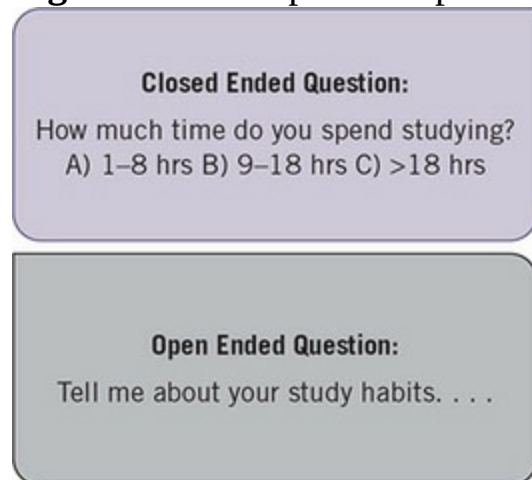 Closed Ended Question:
How much time do you spend studying?
A) 1–8 hrs B) 9–18 hrs C) >18 hrs
Open Ended Question:
Tell me about your study habits. . . .